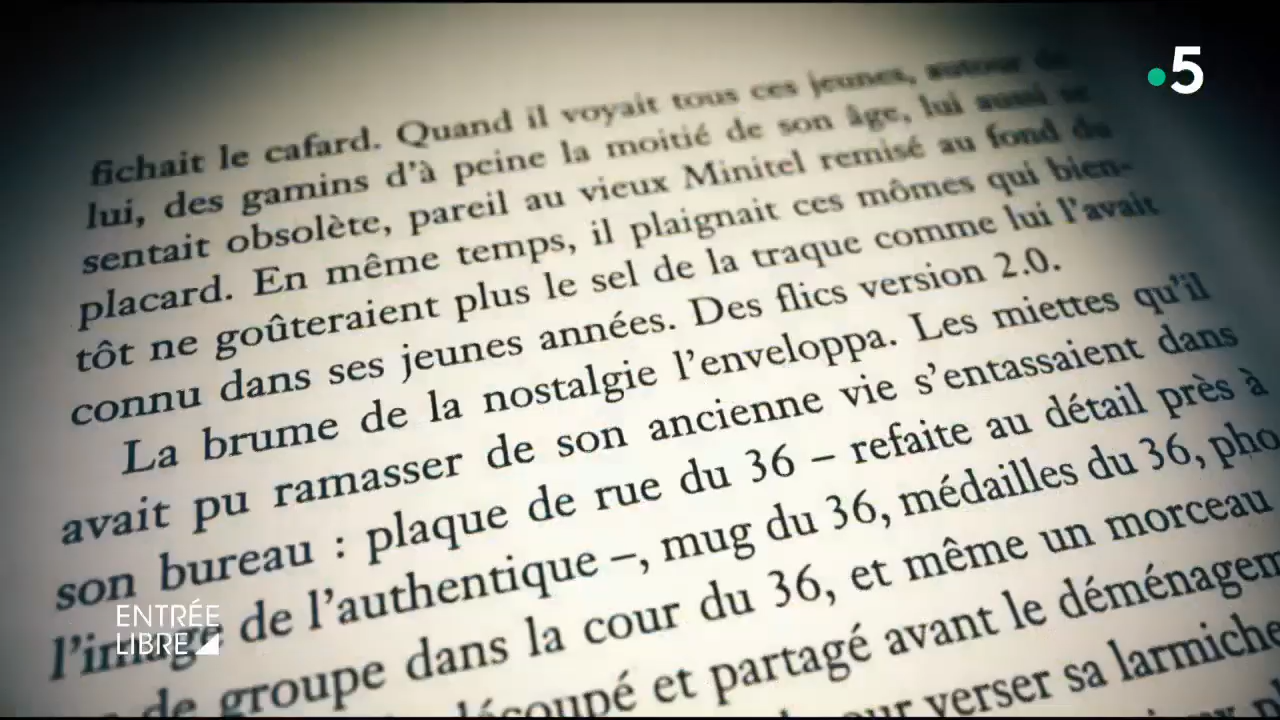 fichait le cafard. Quand il voyait tous ces jeunes, autour de
lui, des gamins d'à peine la moitié de son âge, lui aussi se
sentait obsolète, pareil au vieux Minitel remisé au fond du
placard. En même temps, il plaignait ces mômes qui bien-
tôt ne goûteraient plus le sel de la traque comme lui l'avait
connu dans ses jeunes années. Des flics version 2.0.
La brume de la nostalgie l'enveloppa. Les miettes qu'il
avait pu ramasser de son ancienne vie s'entassaient dans
son bureau : plaque de rue du 36 – refaite au détail près à
l'image de l'authentique –, mug du 36, médailles du 36, pho
de groupe dans la cour du 36, et même un morceau
découpé et partagé avant le déménagem
verser sa larmiche
5
ENTRÉE
LIBRE